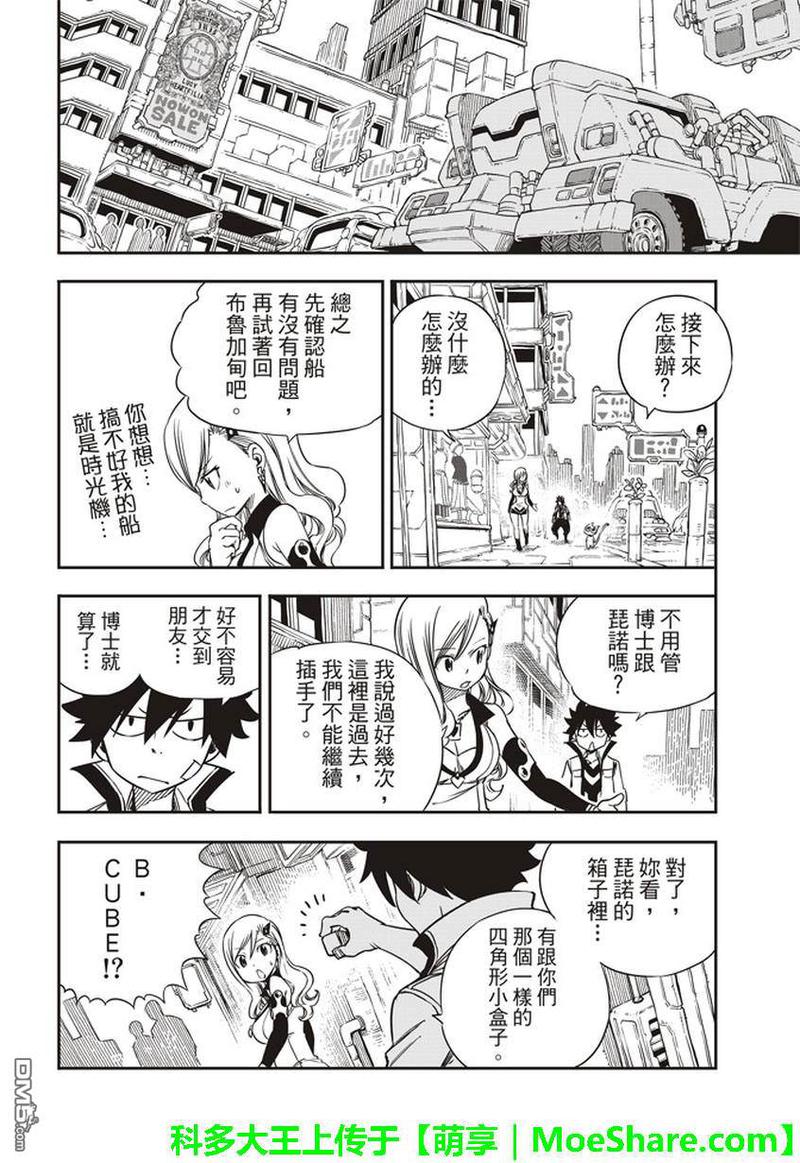 LUCY
HEARTFILIA
NOW ON
SALE
接下來
怎麼辦？
沒什麼
怎麼辦的…
總之
先確認船
有沒有問題，
再試著回
布魯加甸吧。
你想想…
搞不好我的船
就是時光機…
不用管
博士跟
琵諾嗎？
我說過好幾次，
這裡是過去，
我們不能繼續
插手了。
好不容易
才交到
朋友…
博士就
算了…
對了，
妳看，
琵諾的
箱子裡…
有跟你們
那個一樣的
四角形小盒子。
B・
CUBE!?
DM5.com
科多大王上传于【萌享｜MoeShare.com】